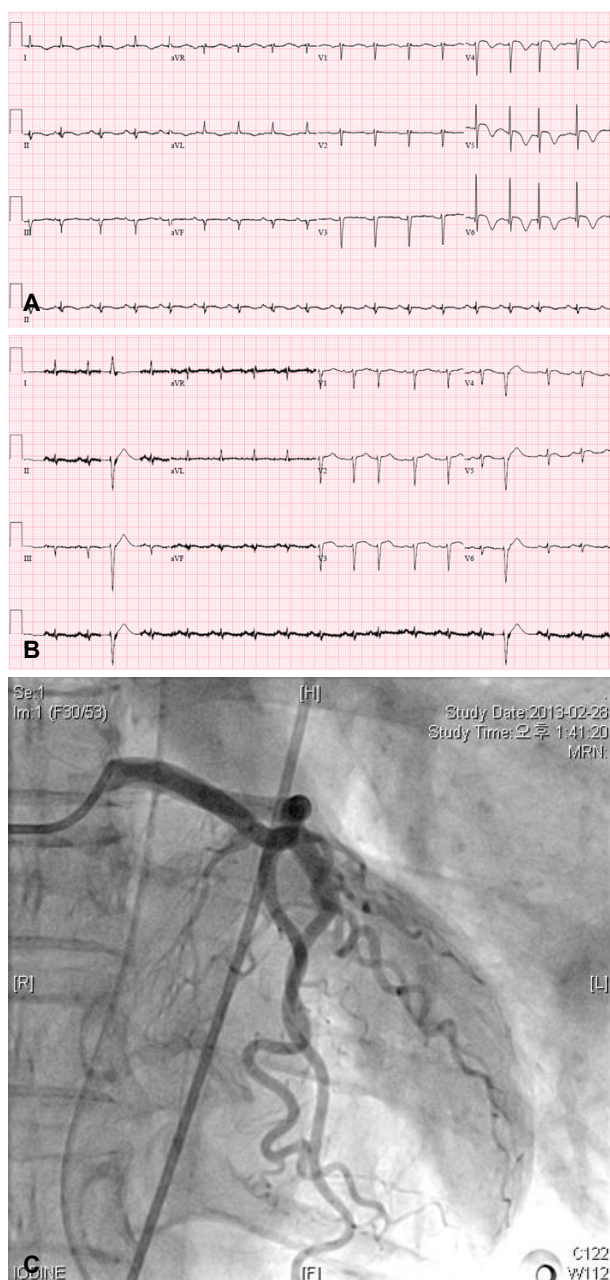 I aVR V1 V4
II aVL V2 V5
III aVF V3 V6
II
A
I aVR V1 V4
II aVL V2 V5
III aVF V3 V6
B
Se:1 [H] .
Im:1 (F30/53) Study Date:2013-02-28
Study Time:오후 1:41:20
MRN:
[R] [L]
C122
W112
IODINE [F]
C